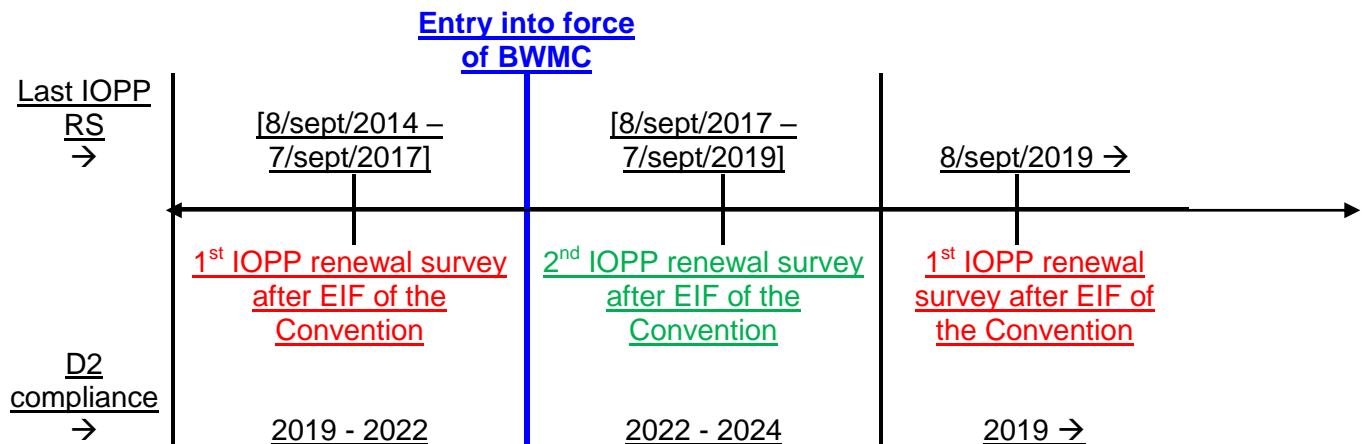 Entry into force
of BWMC
Last IOPP
RS
→
[8/sept/2014 –
7/sept/2017]
[8/sept/2017 –
7/sept/2019]
8/sept/2019 →
1st IOPP renewal survey
after EIF of the
Convention
2nd IOPP renewal survey
after EIF of the
Convention
1st IOPP renewal
survey after EIF of
the Convention
D2
compliance
→
2019 - 2022
2022 - 2024
2019 →